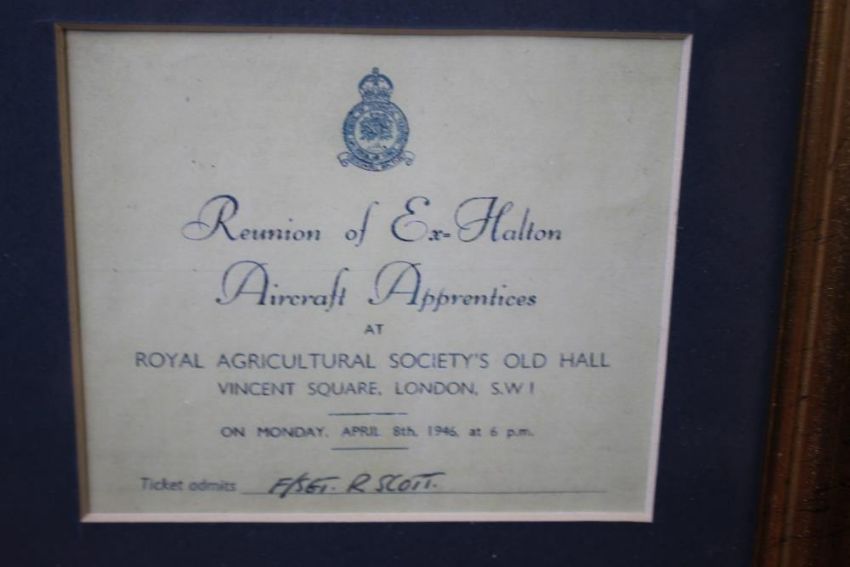 Reunion of Ex-Halton
Aircraft Apprentices
AT
ROYAL AGRICULTURAL SOCIETY'S OLD HALL
VINCENT SQUARE, LONDON, S.W 1
ON MONDAY, APRIL 8th, 1946, at 6 p.m.
Ticket admits F/SGT. R SCOTT.